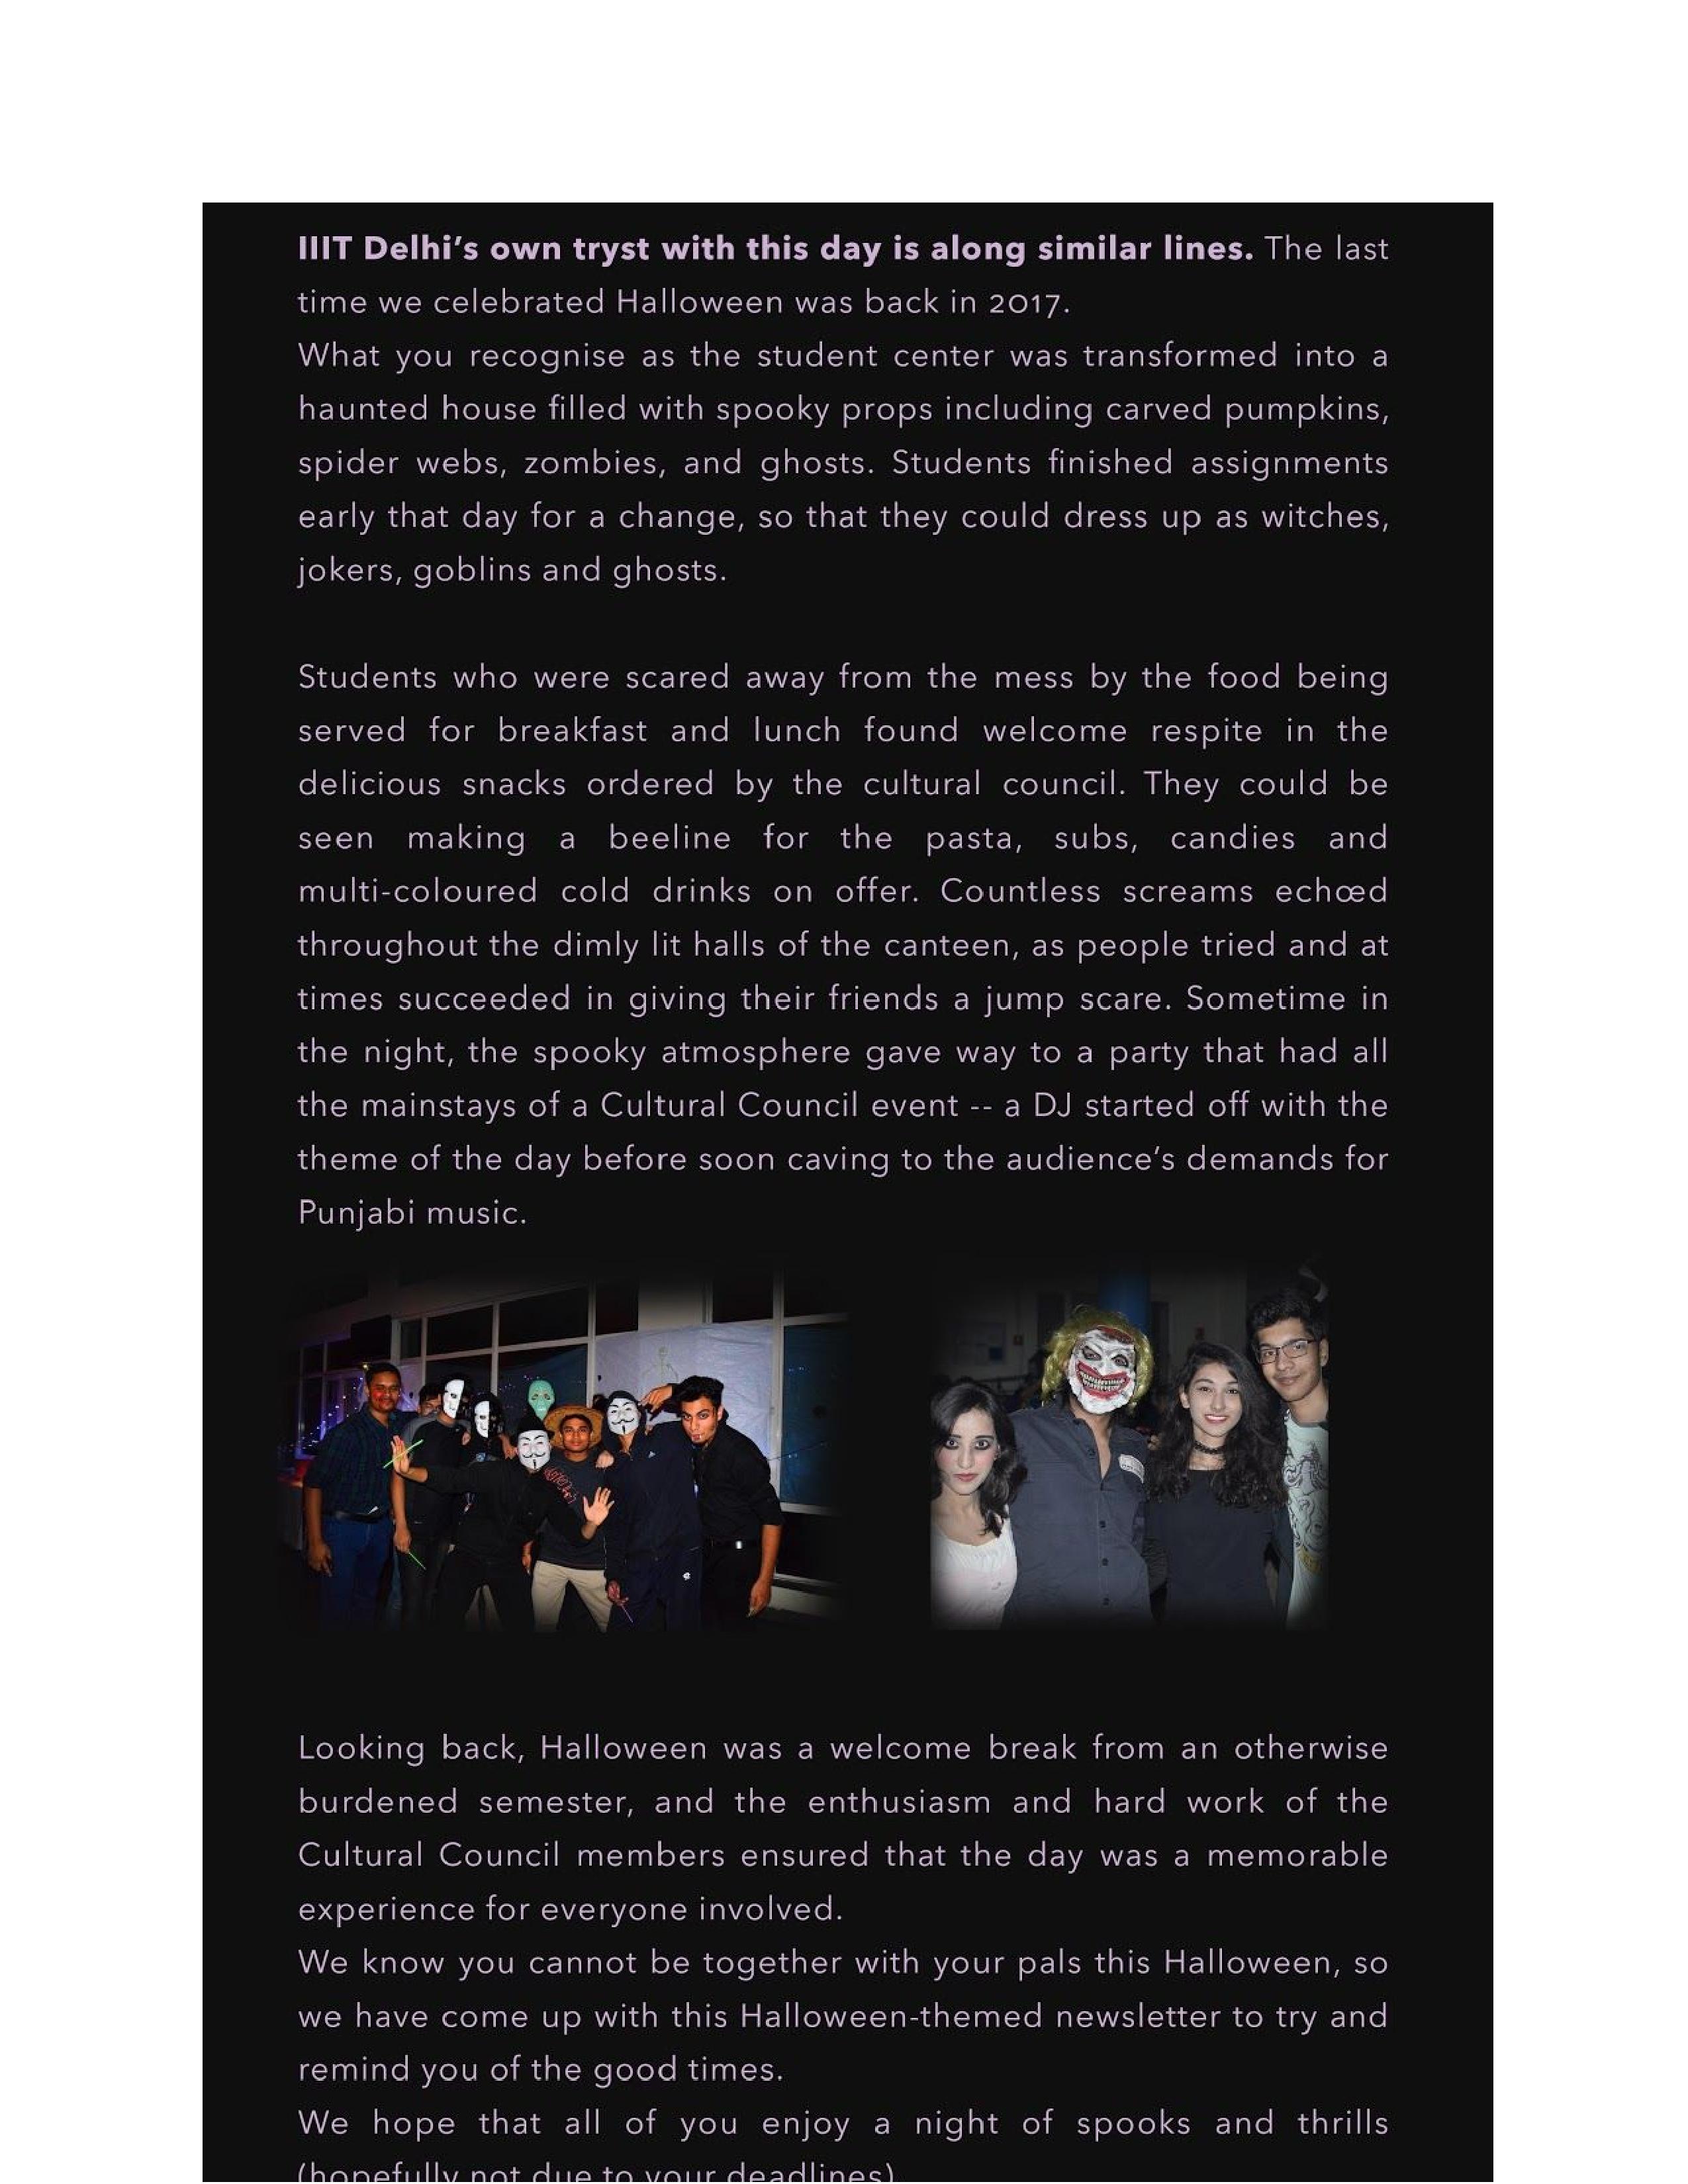 IIIT Delhi’s own tryst with this day is along similar lines. The last
time we celebrated Halloween was back in 2017.
What you recognise as the student center was transformed into a
haunted house filled with spooky props including carved pumpkins,
spider webs, zombies, and ghosts. Students finished assignments
early that day for a change, so that they could dress up as witches,
jokers, goblins and ghosts.
Students who were scared away from the mess by the food being
served for breakfast and lunch found welcome respite in the
delicious snacks ordered by the cultural council. They could be
seen making a beeline for the pasta, subs, candies and
multi-coloured cold drinks on offer. Countless screams echœd
throughout the dimly lit halls of the canteen, as people tried and at
times succeeded in giving their friends a jump scare. Sometime in
the night, the spooky atmosphere gave way to a party that had all
the mainstays of a Cultural Council event -- a DJ started off with the
theme of the day before soon caving to the audience’s demands for
Punjabi music.
Looking back, Halloween was a welcome break from an otherwise
burdened semester, and the enthusiasm and hard work of the
Cultural Council members ensured that the day was a memorable
experience for everyone involved.
We know you cannot be together with your pals this Halloween, so
we have come up with this Halloween-themed newsletter to try and
remind you of the good times.
We hope that all of you enjoy a night of spooks and thrills
(hopefully not due to your deadlines)